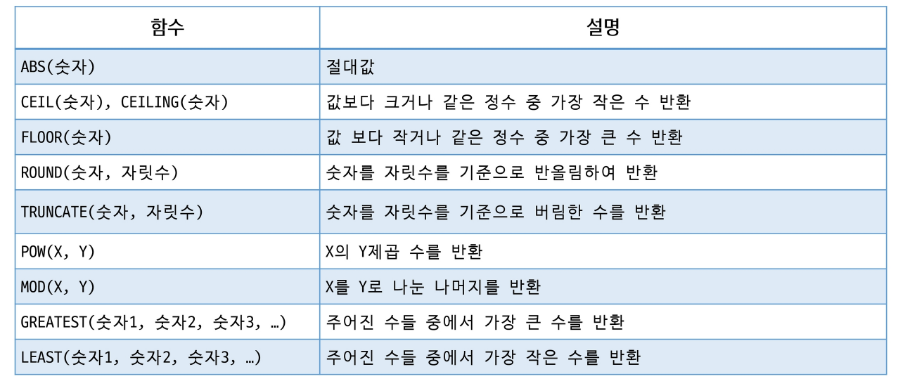 함수 설명
ABS(숫자) 절대값
CEIL(숫자), CEILING(숫자) 값보다 크거나 같은 정수 중 가장 작은 수 반환
FLOOR(숫자) 값 보다 작거나 같은 정수 중 가장 큰 수 반환
ROUND(숫자, 자릿수) 숫자를 자릿수를 기준으로 반올림하여 반환
TRUNCATE(숫자, 자릿수) 숫자를 자릿수를 기준으로 버림한 수를 반환
POW(X, Y) X의 Y제곱 수를 반환
MOD(X, Y) X를 Y로 나눈 나머지를 반환
GREATEST(숫자1, 숫자2, 숫자3, …) 주어진 수들 중에서 가장 큰 수를 반환
LEAST(숫자1, 숫자2, 숫자3, …) 주어진 수들 중에서 가장 작은 수를 반환